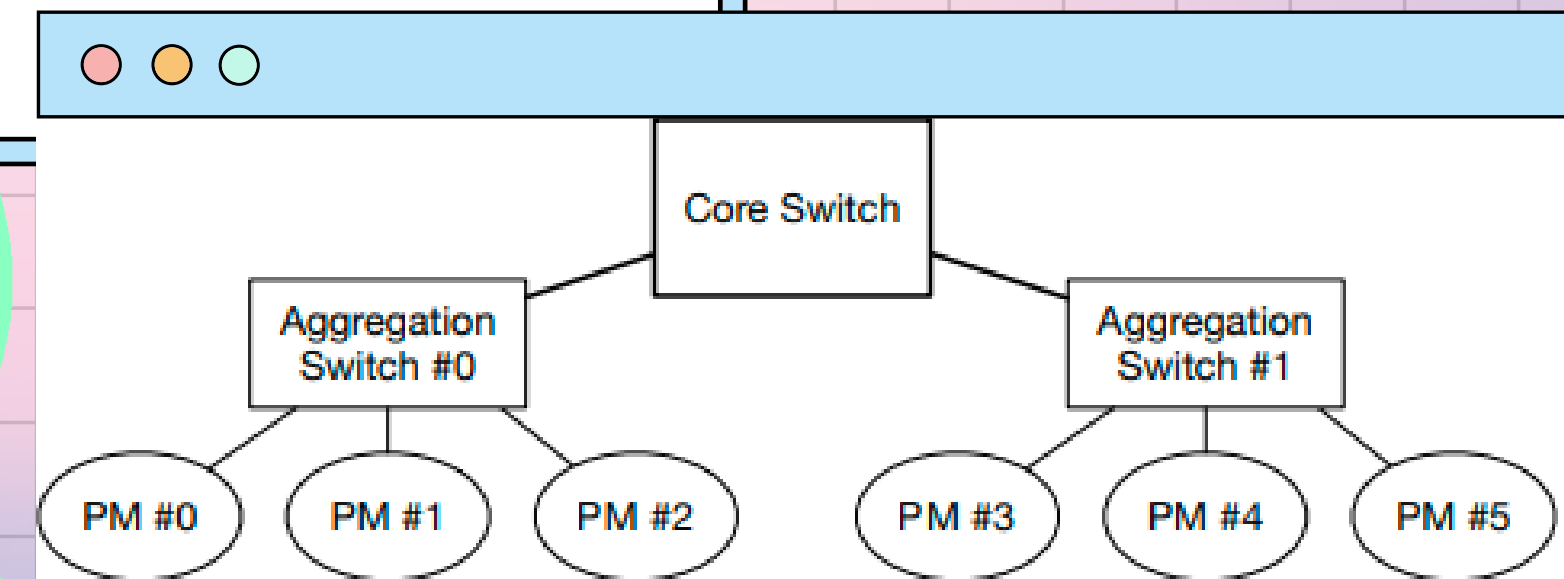 Core Switch
Aggregation
Switch #0
Aggregation
Switch #1
PM #0
PM #1
PM #2
PM #3
PM #4
PM #5